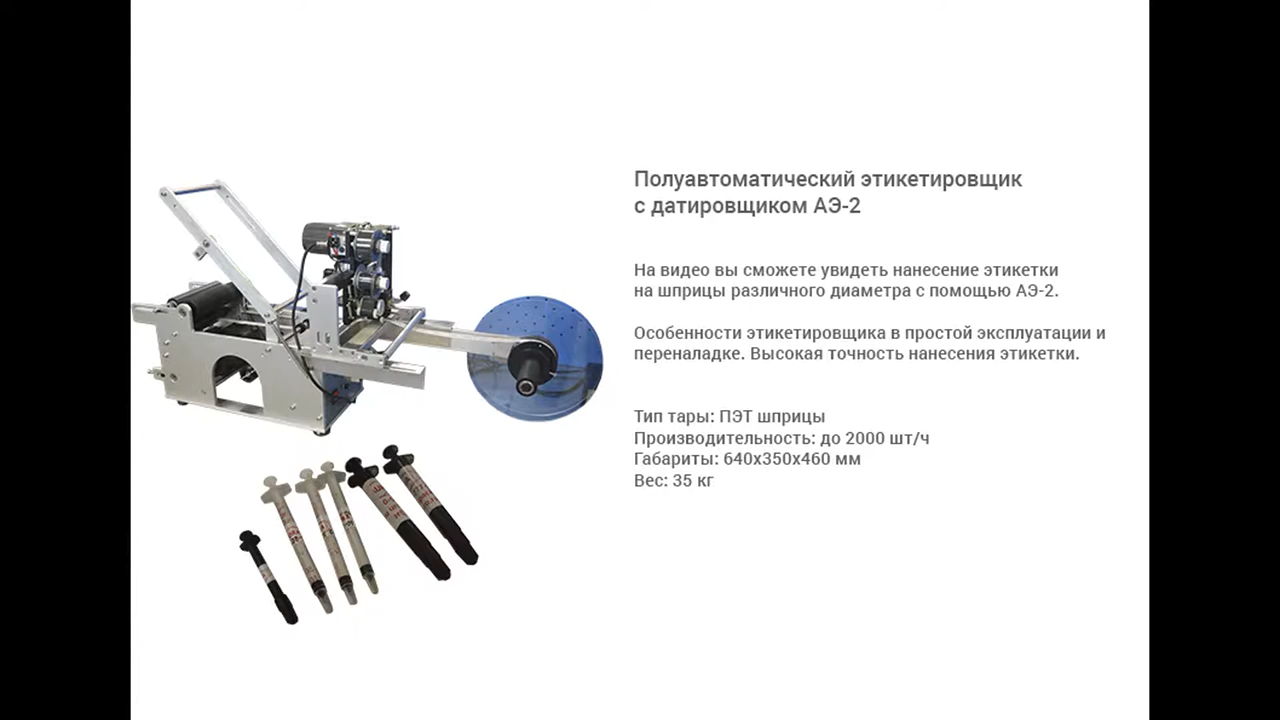 Полуавтоматический этикетировщик
с датировщиком АЭ-2
На видео вы сможете увидеть нанесение этикетки
на шприцы различного диаметра с помощью АЭ-2.
Особенности этикетировщика в простой эксплуатации и
переналадке. Высокая точность нанесения этикетки.
Тип тары: ПЭТ шприцы
Производительность: до 2000 шт/ч
Габариты: 640х350х460 мм
Вес: 35 кг